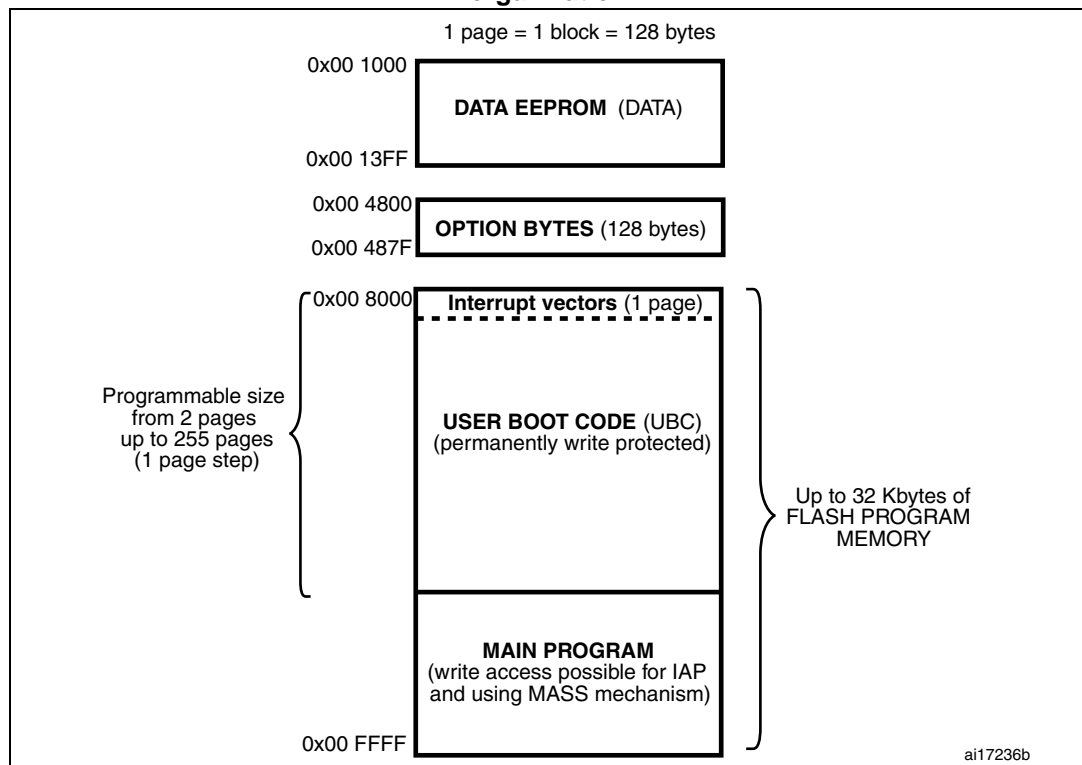 1 page = 1 block = 128 bytes
0x00 1000
DATA EEPROM (DATA)
0x00 13FF
0x00 4800
OPTION BYTES (128 bytes)
0x00 487F
0x00 8000
Interrupt vectors (1 page)
Programmable size
from 2 pages
up to 255 pages
(1 page step)
USER BOOT CODE (UBC)
(permanently write protected)
Up to 32 Kbytes of
FLASH PROGRAM
MEMORY
MAIN PROGRAM
(write access possible for IAP
and using MASS mechanism)
0x00 FFFF
ai17236b